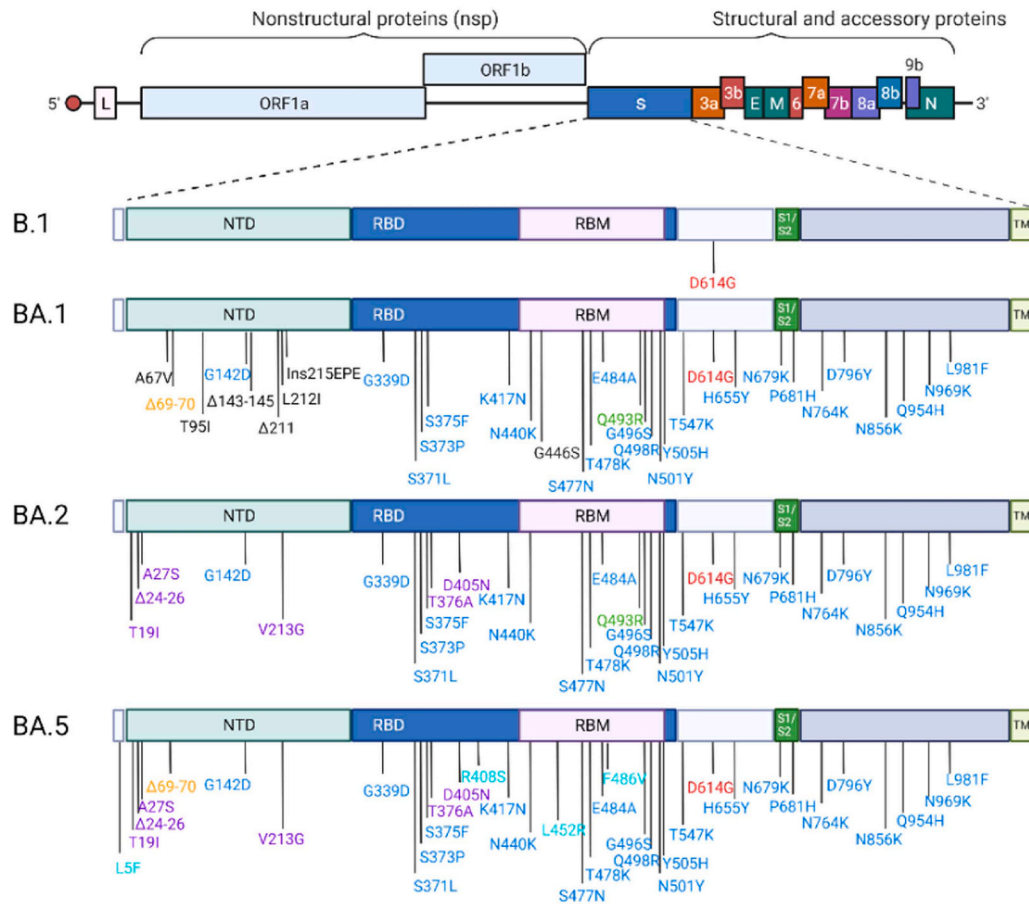 Nonstructural proteins (nsp)
Structural and accessory proteins
ORF1b
9b
5'
L
ORF1a
S
3a
3b
E
M
6
7a
7b
8a
8b
N
3'
B.1
NTD
RBD
RBM
S1/
S2
TM
D614G
BA.1
NTD
RBD
RBM
S1/
S2
TM
A67V
Δ69-70
T95I
G142D
Δ143-145
Δ211
L212I
Ins215EPE
G339D
S371L
S373P
S375F
K417N
N440K
G446S
S477N
T478K
E484A
Q493R
G496S
Q498R
N501Y
Y505H
T547K
D614G
H655Y
N679K
P681H
N764K
D796Y
N856K
Q954H
N969K
L981F
BA.2
NTD
RBD
RBM
S1/
S2
TM
T19I
Δ24-26
A27S
G142D
V213G
G339D
S371L
S373P
S375F
T376A
D405N
K417N
N440K
S477N
T478K
E484A
Q493R
G496S
Q498R
N501Y
Y505H
T547K
D614G
H655Y
N679K
P681H
N764K
D796Y
N856K
Q954H
N969K
L981F
BA.5
NTD
RBD
RBM
S1/
S2
TM
L5F
T19I
Δ24-26
A27S
Δ69-70
G142D
V213G
G339D
S371L
S373P
S375F
T376A
D405N
R408S
K417N
N440K
L452R
S477N
T478K
E484A
F486V
G496S
Q498R
N501Y
Y505H
T547K
D614G
H655Y
N679K
P681H
N764K
D796Y
N856K
Q954H
N969K
L981F